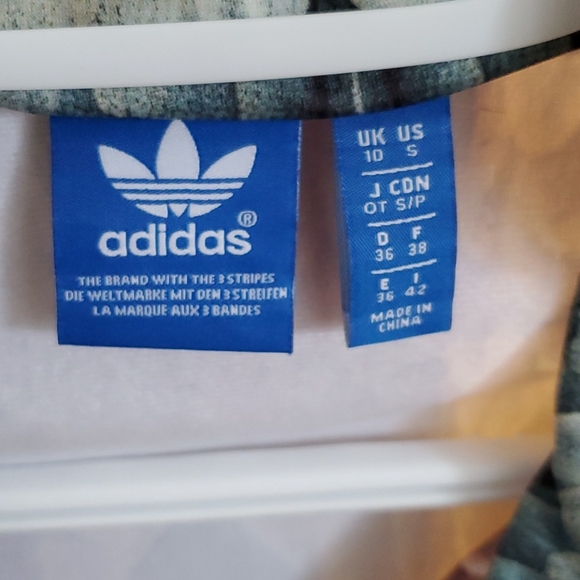 adidas®
THE BRAND WITH THE 3 STRIPES
DIE WELTMARKE MIT DEN 3 STREIFEN
LA MARQUE AUX 3 BANDES
UK US
10 S
J CDN
OT S/P
D F
36 38
E I
36 42
MADE IN
CHINA